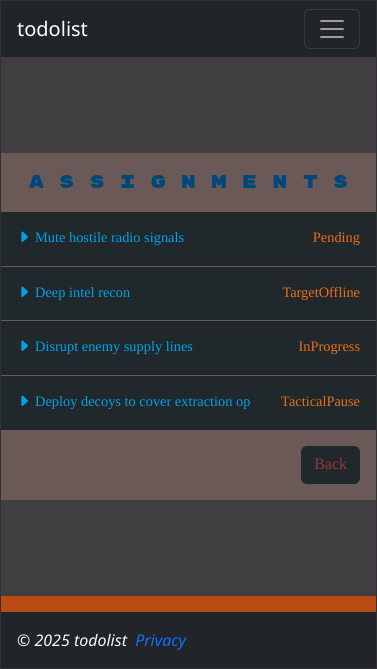 todolist
ASSIGNMENTS
Mute hostile radio signals Pending
Deep intel recon TargetOffline
Disrupt enemy supply lines InProgress
Deploy decoys to cover extraction op TacticalPause
Back
© 2025 todolist Privacy